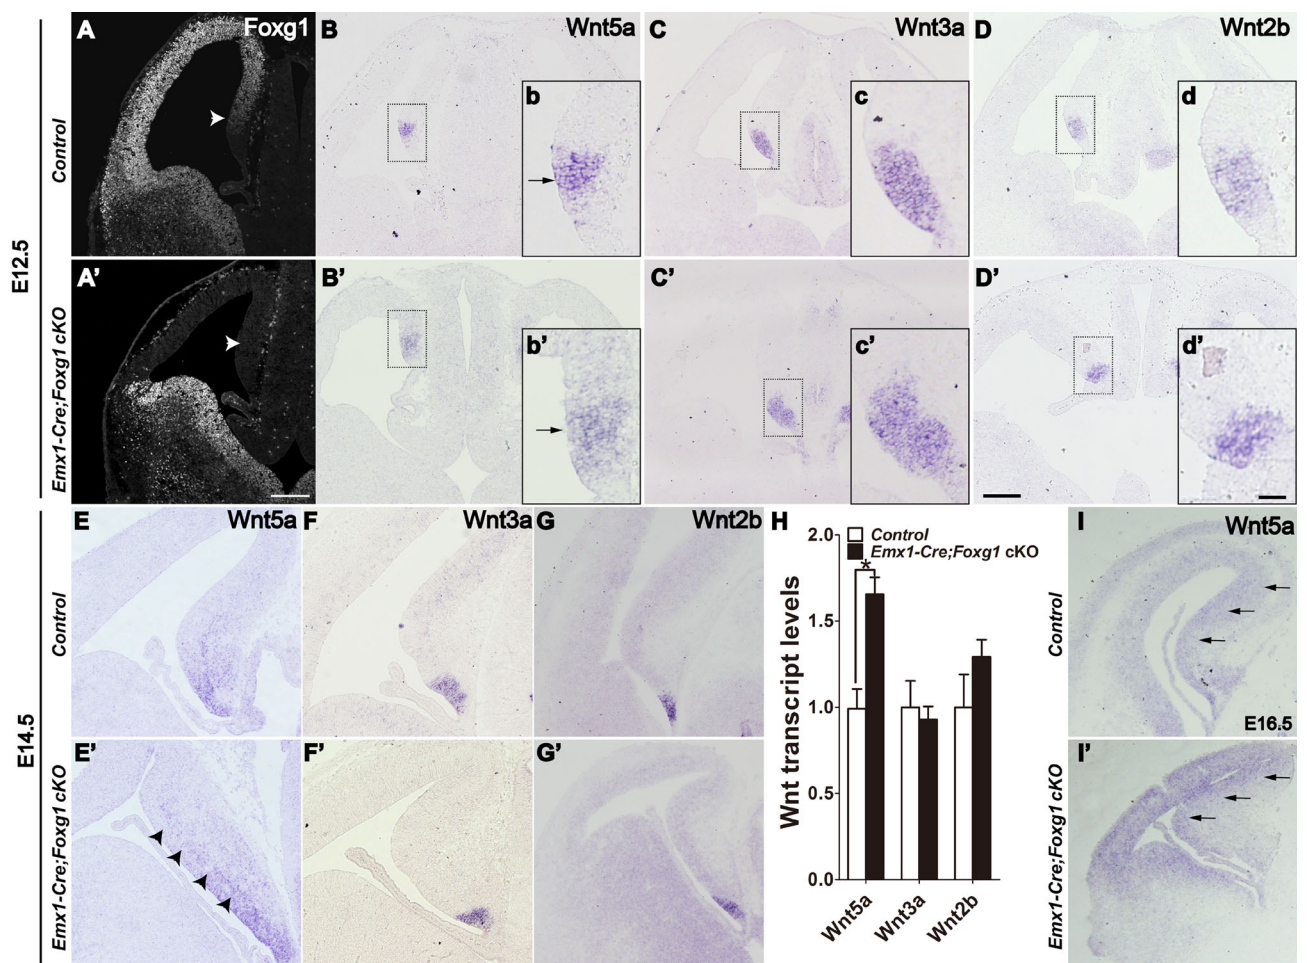 A Foxg1 B Wnt5a C Wnt3a D Wnt2b
b c d
Control
E12.5
A' B' C' D'
b' c' d'
Emx1-Cre;Foxg1 cKO
E Wnt5a F Wnt3a G Wnt2b H I Wnt5a
Control
Emx1-Cre;Foxg1 cKO
*
2.0
1.5
1.0
0.5
0.0
Wnt transcript levels
Wnt5a Wnt3a Wnt2b
Control
E16.5
E14.5
Control
E' F' G' I'
Emx1-Cre;Foxg1 cKO
Emx1-Cre;Foxg1 cKO